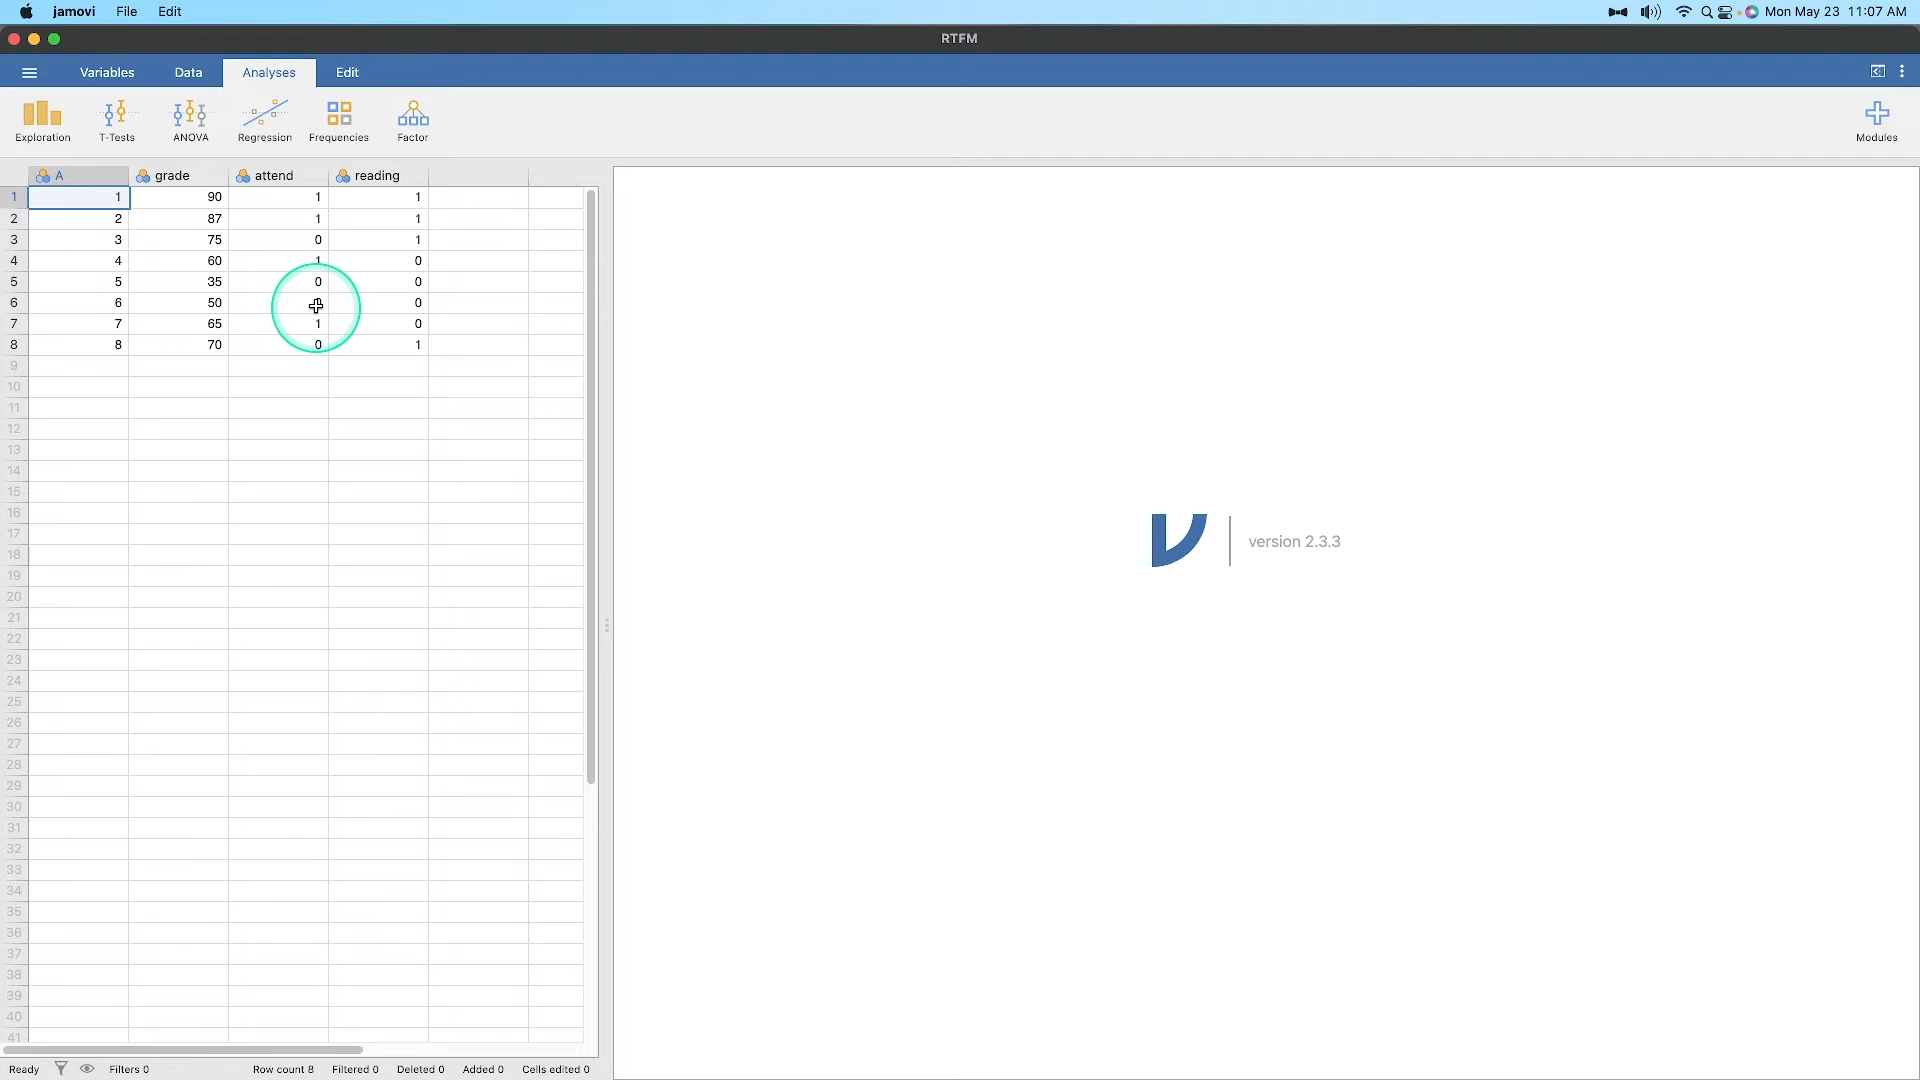 jamovi File Edit Mon May 23 11:07 AM
RTFM
Variables Data Analyses Edit
Exploration T-Tests ANOVA Regression Frequencies Factor Modules
A grade attend reading
1 1 90 1 1
2 2 87 1 1
3 3 75 0 1
4 4 60 1 0
5 5 35 0 0
6 6 50 0
7 7 65 1 0
8 8 70 0 1
9
10
11
12
13
14
15
16
17
18
19
20
21
22
23
24
25
26
27
28
29
30
31
32
33
34
35
36
37
38
39
40
41
version 2.3.3
Ready Filters 0 Row count 8 Filtered 0 Deleted 0 Added 0 Cells edited 0